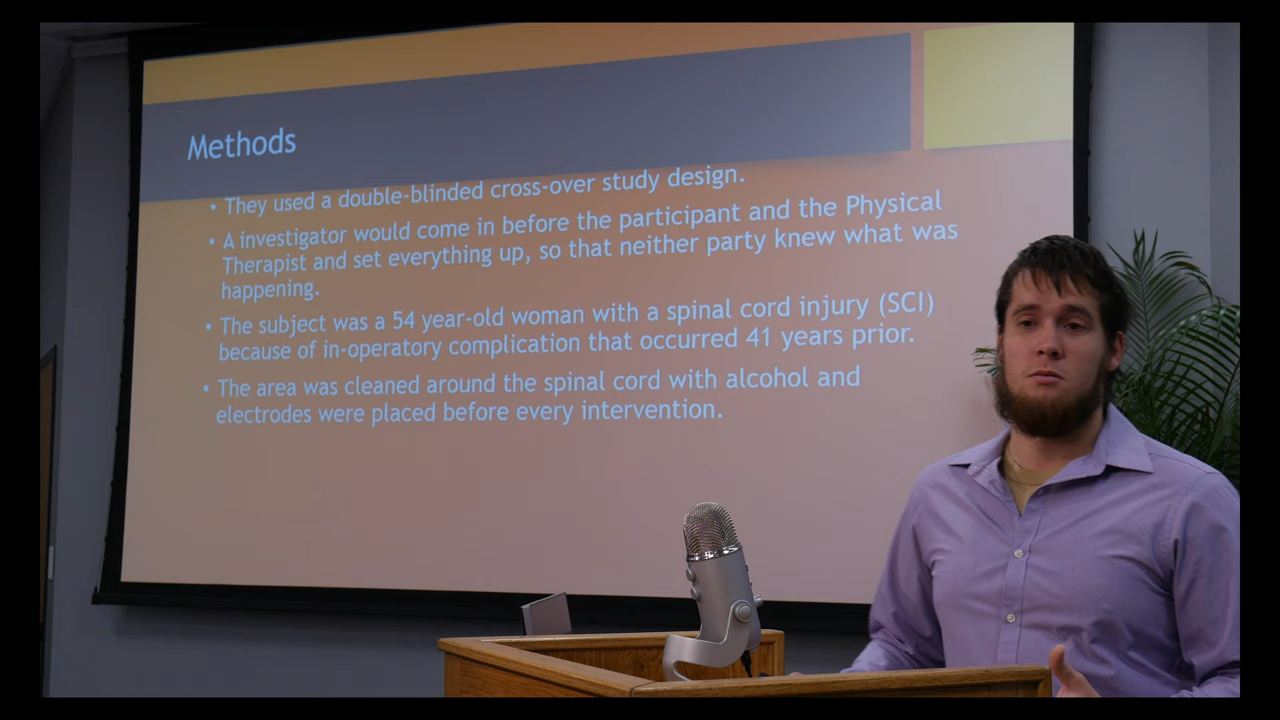 Methods
• They used a double-blinded cross-over study design.
• A investigator would come in before the participant and the Physical
Therapist and set everything up, so that neither party knew what was
happening.
• The subject was a 54 year-old woman with a spinal cord injury (SCI)
because of in-operatory complication that occurred 41 years prior.
• The area was cleaned around the spinal cord with alcohol and
electrodes were placed before every intervention.